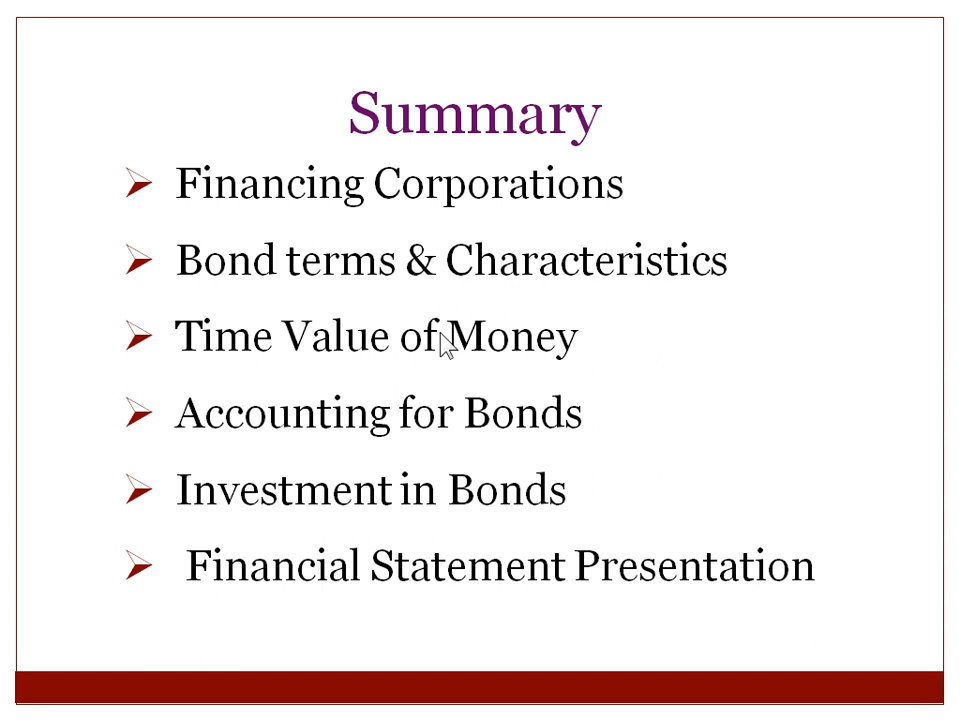 Summary
Financing Corporations
Bond terms & Characteristics
Time Value of Money
Accounting for Bonds
Investment in Bonds
Financial Statement Presentation